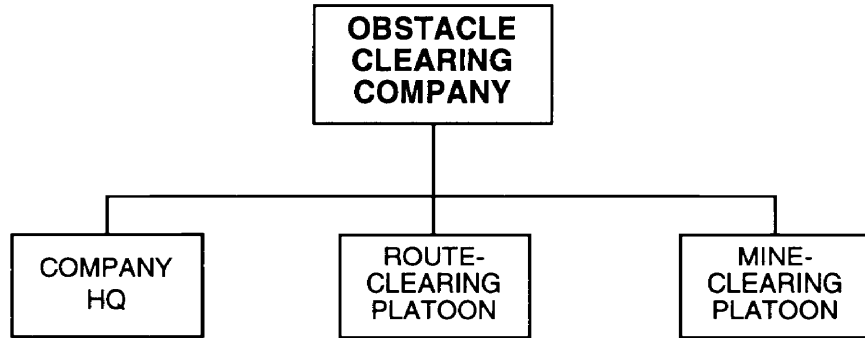 OBSTACLE
CLEARING
COMPANY
COMPANY
HQ
ROUTE-
CLEARING
PLATOON
MINE-
CLEARING
PLATOON